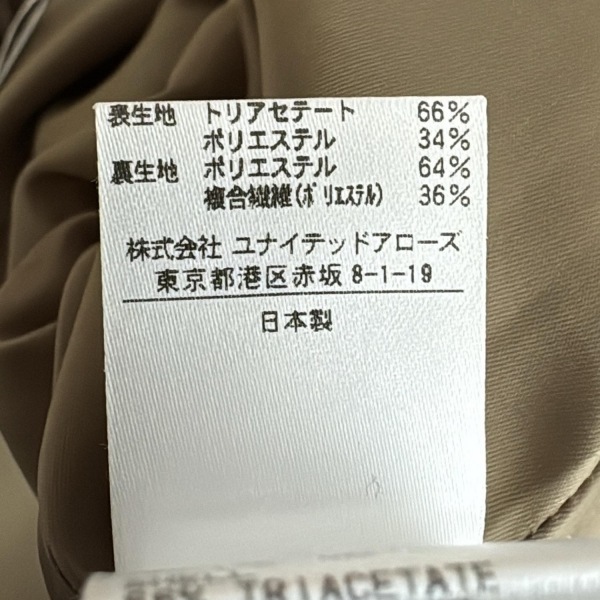 表生地 トリアセテート 66%
ポリエステル 34%
裏生地 ポリエステル 64%
複合繊維(ポリエステル) 36%
株式会社 ユナイテッドアローズ
東京都港区赤坂 8-1-19
日本製
66% TRIACETATE